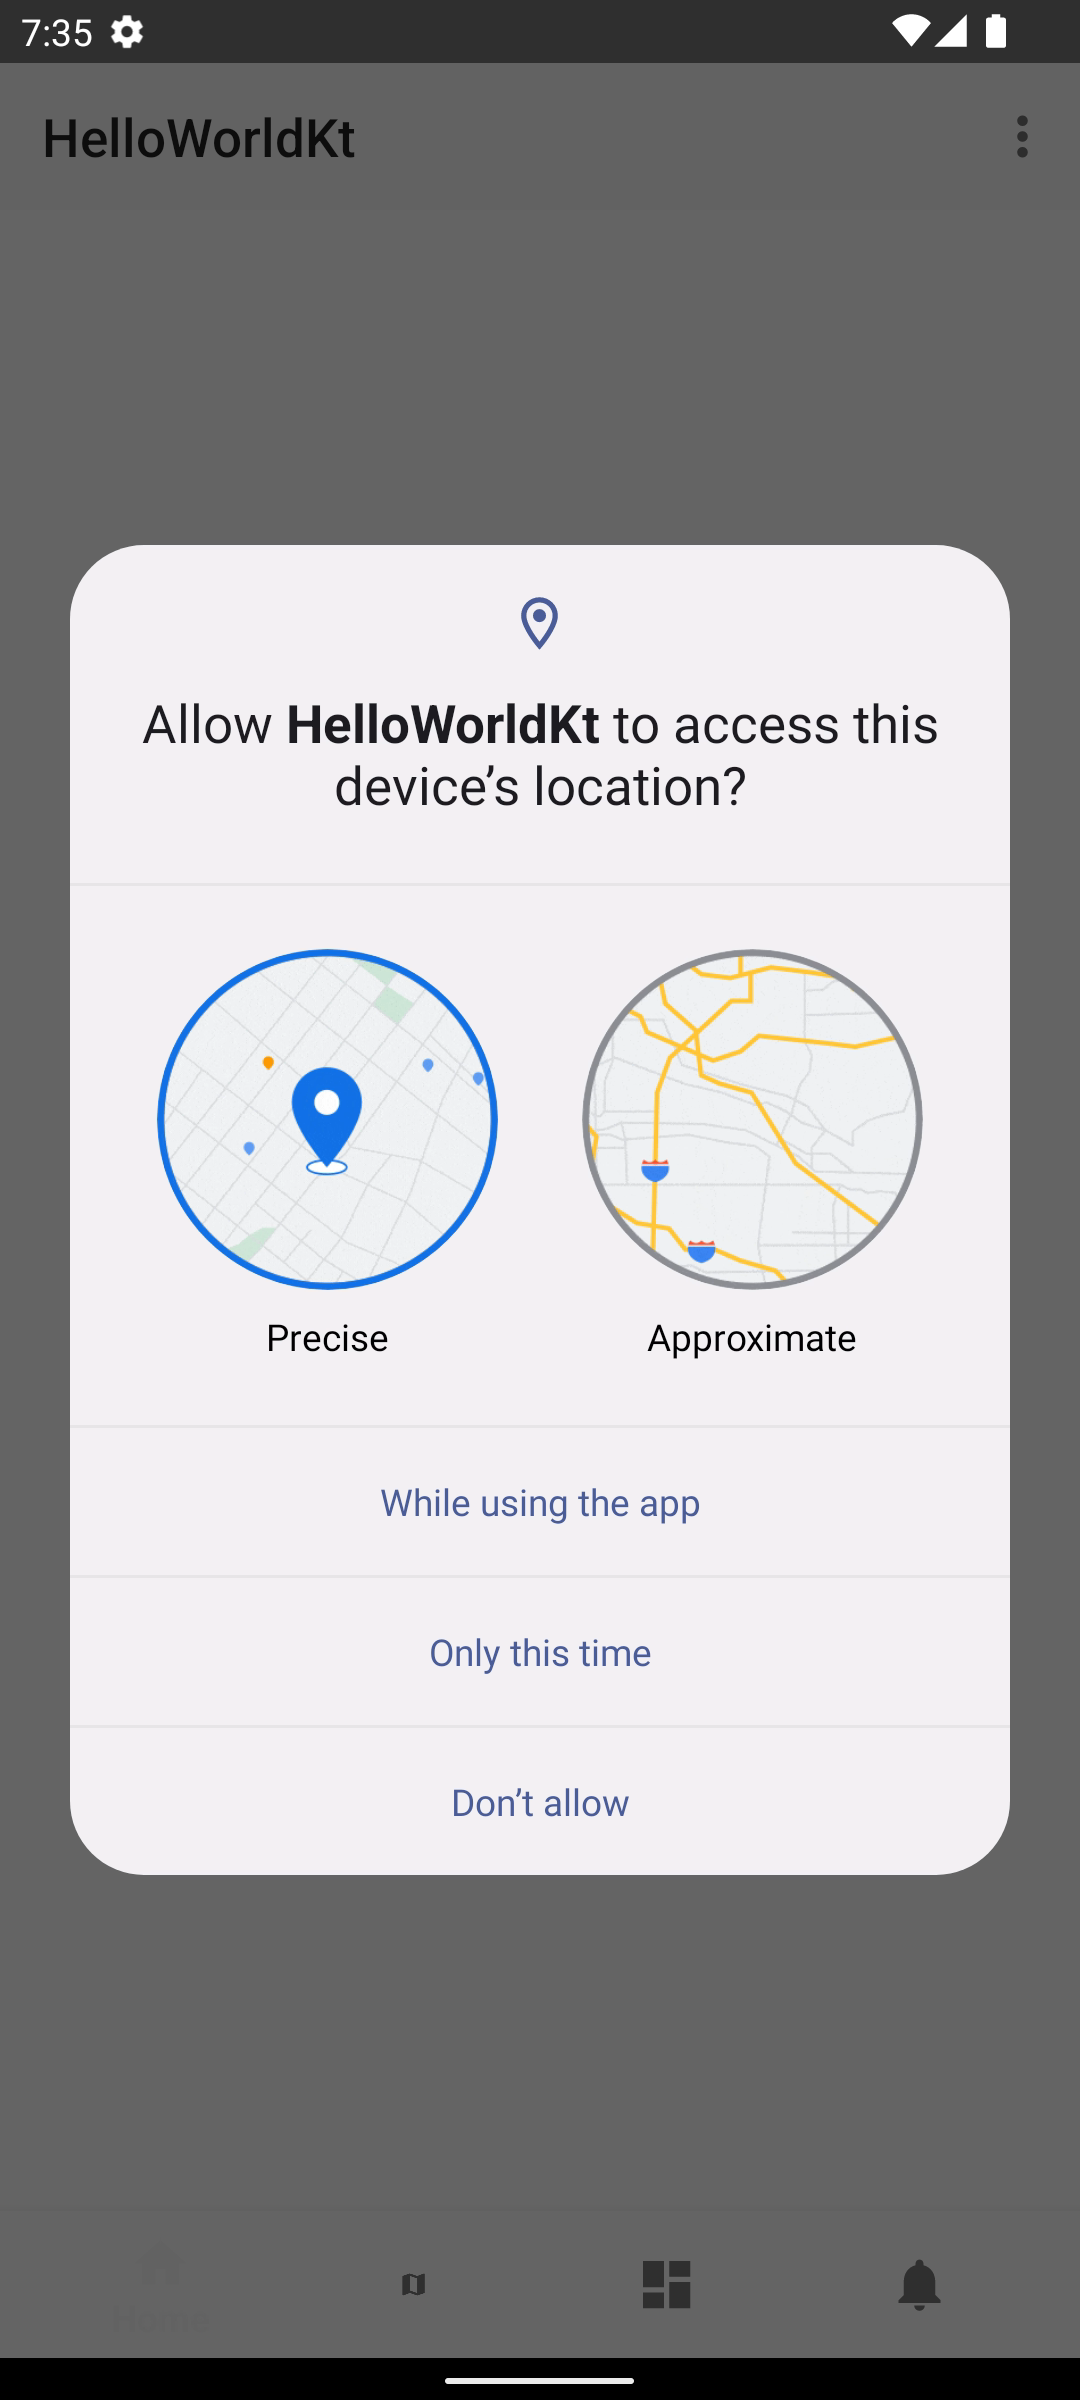 7:35
HelloWorldKt
Allow HelloWorldKt to access this
device’s location?
Precise
Approximate
While using the app
Only this time
Don’t allow
Home